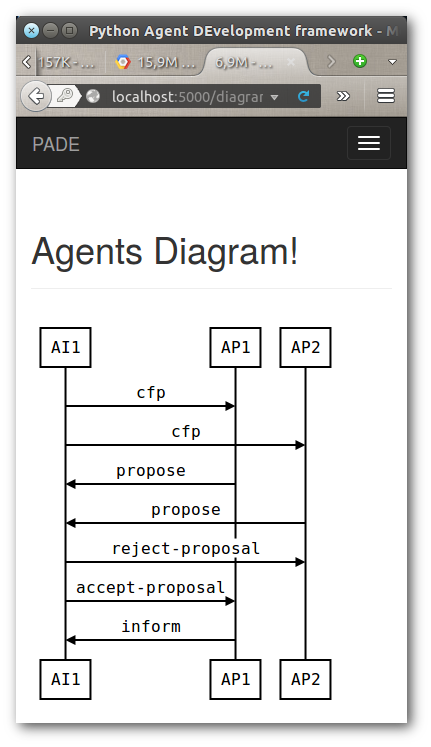 Python Agent DEvelopment framework - M
157K - ... 15,9M ... 6,9M - ...
localhost:5000/diagrar
PADE
Agents Diagram!
AI1 AP1 AP2
cfp
cfp
propose
propose
reject-proposal
accept-proposal
inform
AI1 AP1 AP2